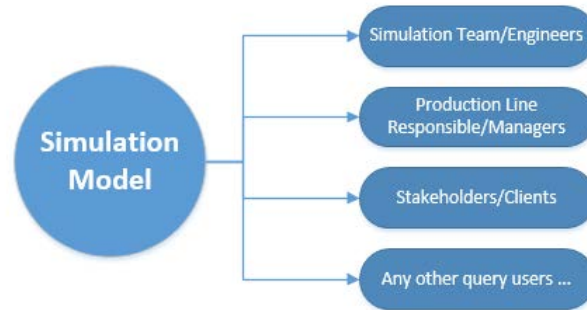 Simulation
Model
Simulation Team/Engineers
Production Line
Responsible/Managers
Stakeholders/Clients
Any other query users ...